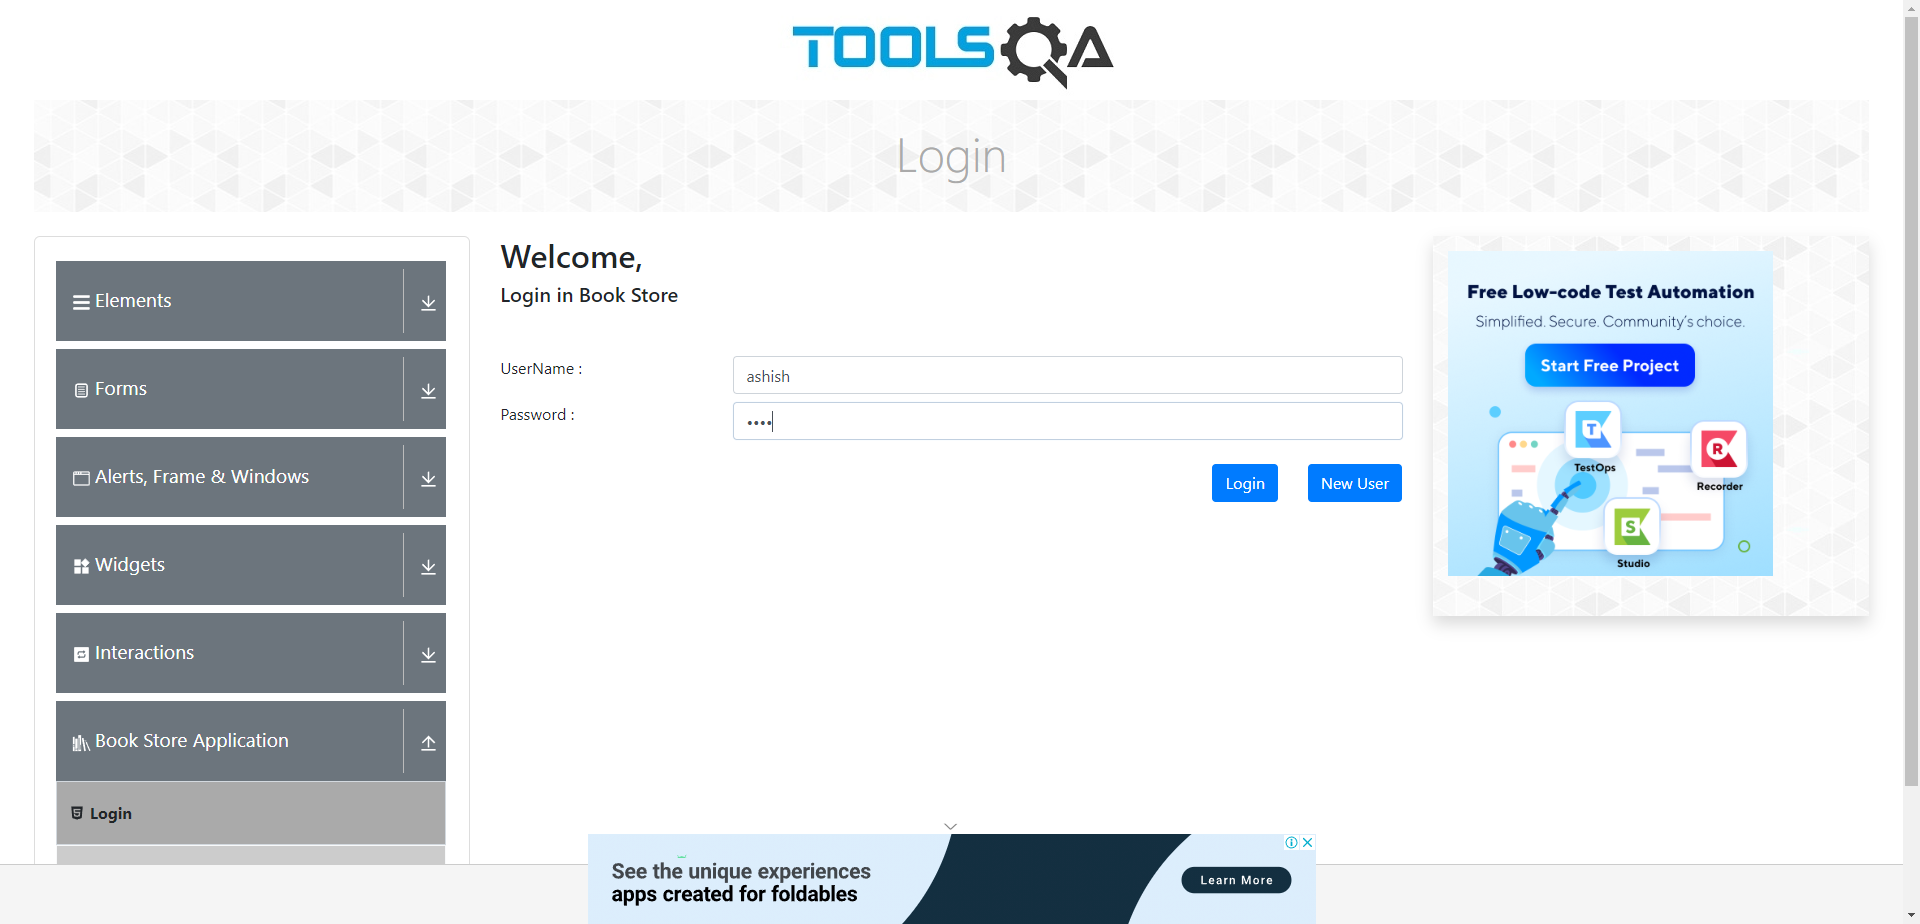 TOOLSQA
Login
Elements
Forms
Alerts, Frame & Windows
Widgets
Interactions
Book Store Application
Login
Welcome,
Login in Book Store
UserName :
ashish
Password :
••••
Login
New User
Free Low-code Test Automation
Simplified. Secure. Community's choice.
Start Free Project
T
TestOps
R
Recorder
S
Studio
See the unique experiences
apps created for foldables
Learn More